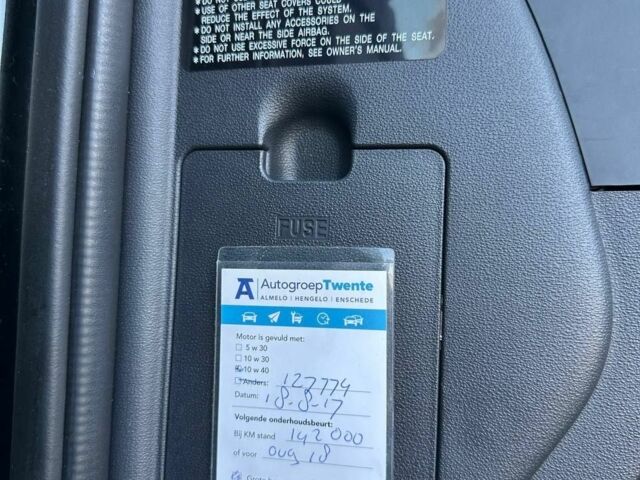 * DO NO
* USE OF OTHER SEAT COVERS COULD
REDUCE THE EFFECT OF THE SYSTEM.
* DO NOT INSTALL ANY ACCESSORIES ON THE
SIDE OR NEAR THE SIDE AIRBAG.
* DO NOT USE EXCESSIVE FORCE ON THE SIDE OF THE SEAT.
* FOR FURTHER INFORMATION, SEE OWNER'S MANUAL.
FUSE
A AutogroepTwente
ALMELO | HENGELO | ENSCHEDE
Motor is gevuld met:
5 w 30
10 w 30
10 w 40
Anders: 127774
Datum: 18-8-17
Volgende onderhoudsbeurt:
Bij KM stand 142000
of voor aug 18
Grote